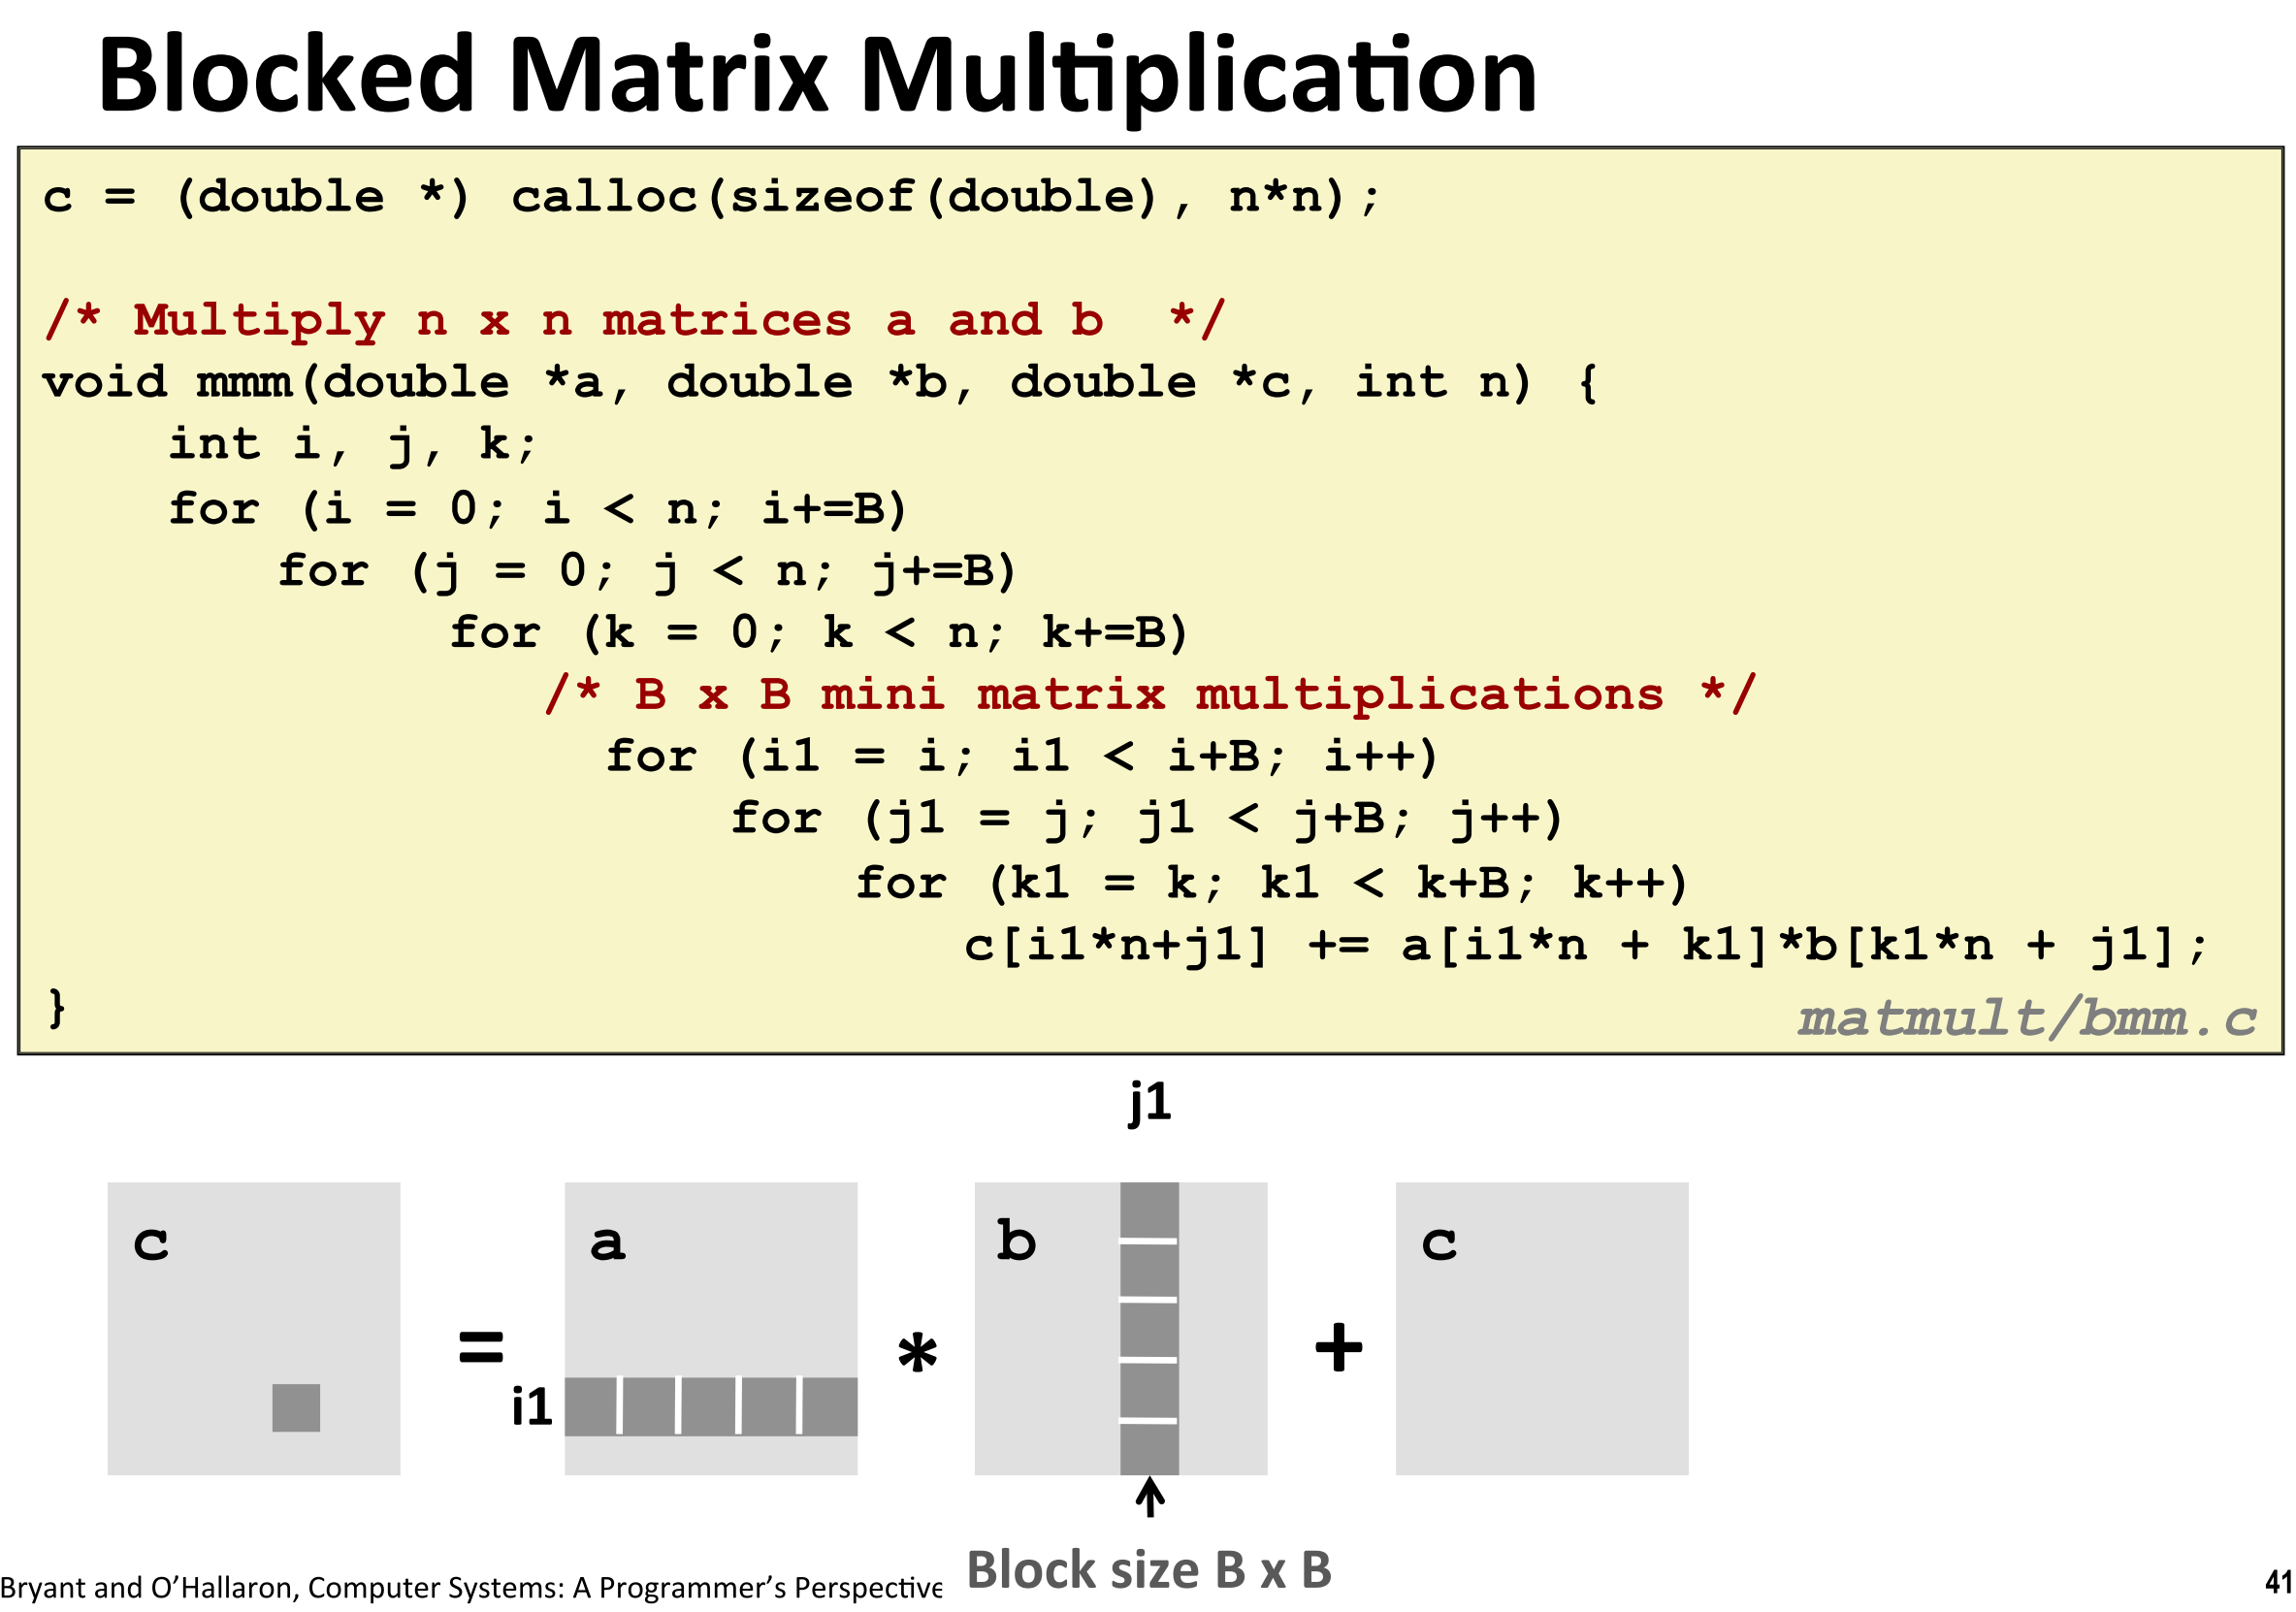 Blocked Matrix Multiplication
c = (double *) calloc(sizeof(double), n*n);
/* Multiply n x n matrices a and b  */
void mmm(double *a, double *b, double *c, int n) {
    int i, j, k;
    for (i = 0; i < n; i+=B)
        for (j = 0; j < n; j+=B)
            for (k = 0; k < n; k+=B)
                /* B x B mini matrix multiplications */
                for (i1 = i; i1 < i+B; i++)
                    for (j1 = j; j1 < j+B; j++)
                        for (k1 = k; k1 < k+B; k++)
                            c[i1*n+j1] += a[i1*n + k1]*b[k1*n + j1];
}
matmult/bmm.c
j1
c
=
i1
a
*
b
+
c
Block size B x B
Bryant and O’Hallaron, Computer Systems: A Programmer’s Perspective
41